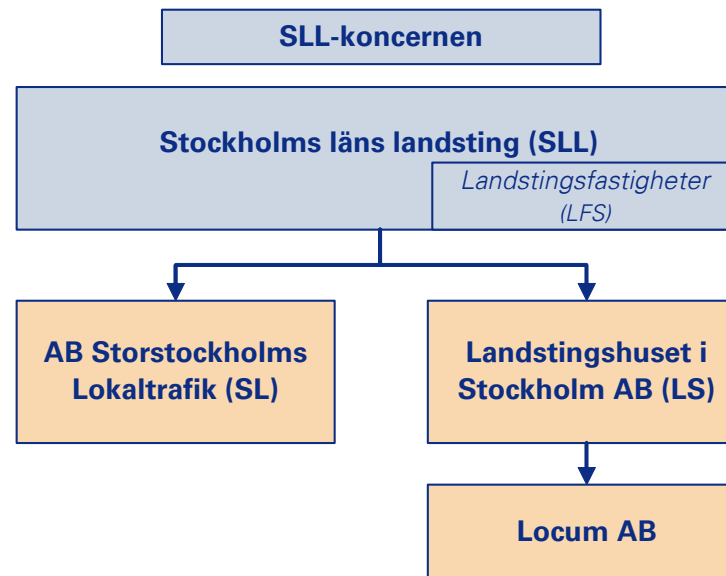 SLL-koncernen
Stockholms läns landsting (SLL)
Landstingsfastigheter
(LFS)
AB Storstockholms
Lokaltrafik (SL)
Landstingshuset i
Stockholm AB (LS)
Locum AB